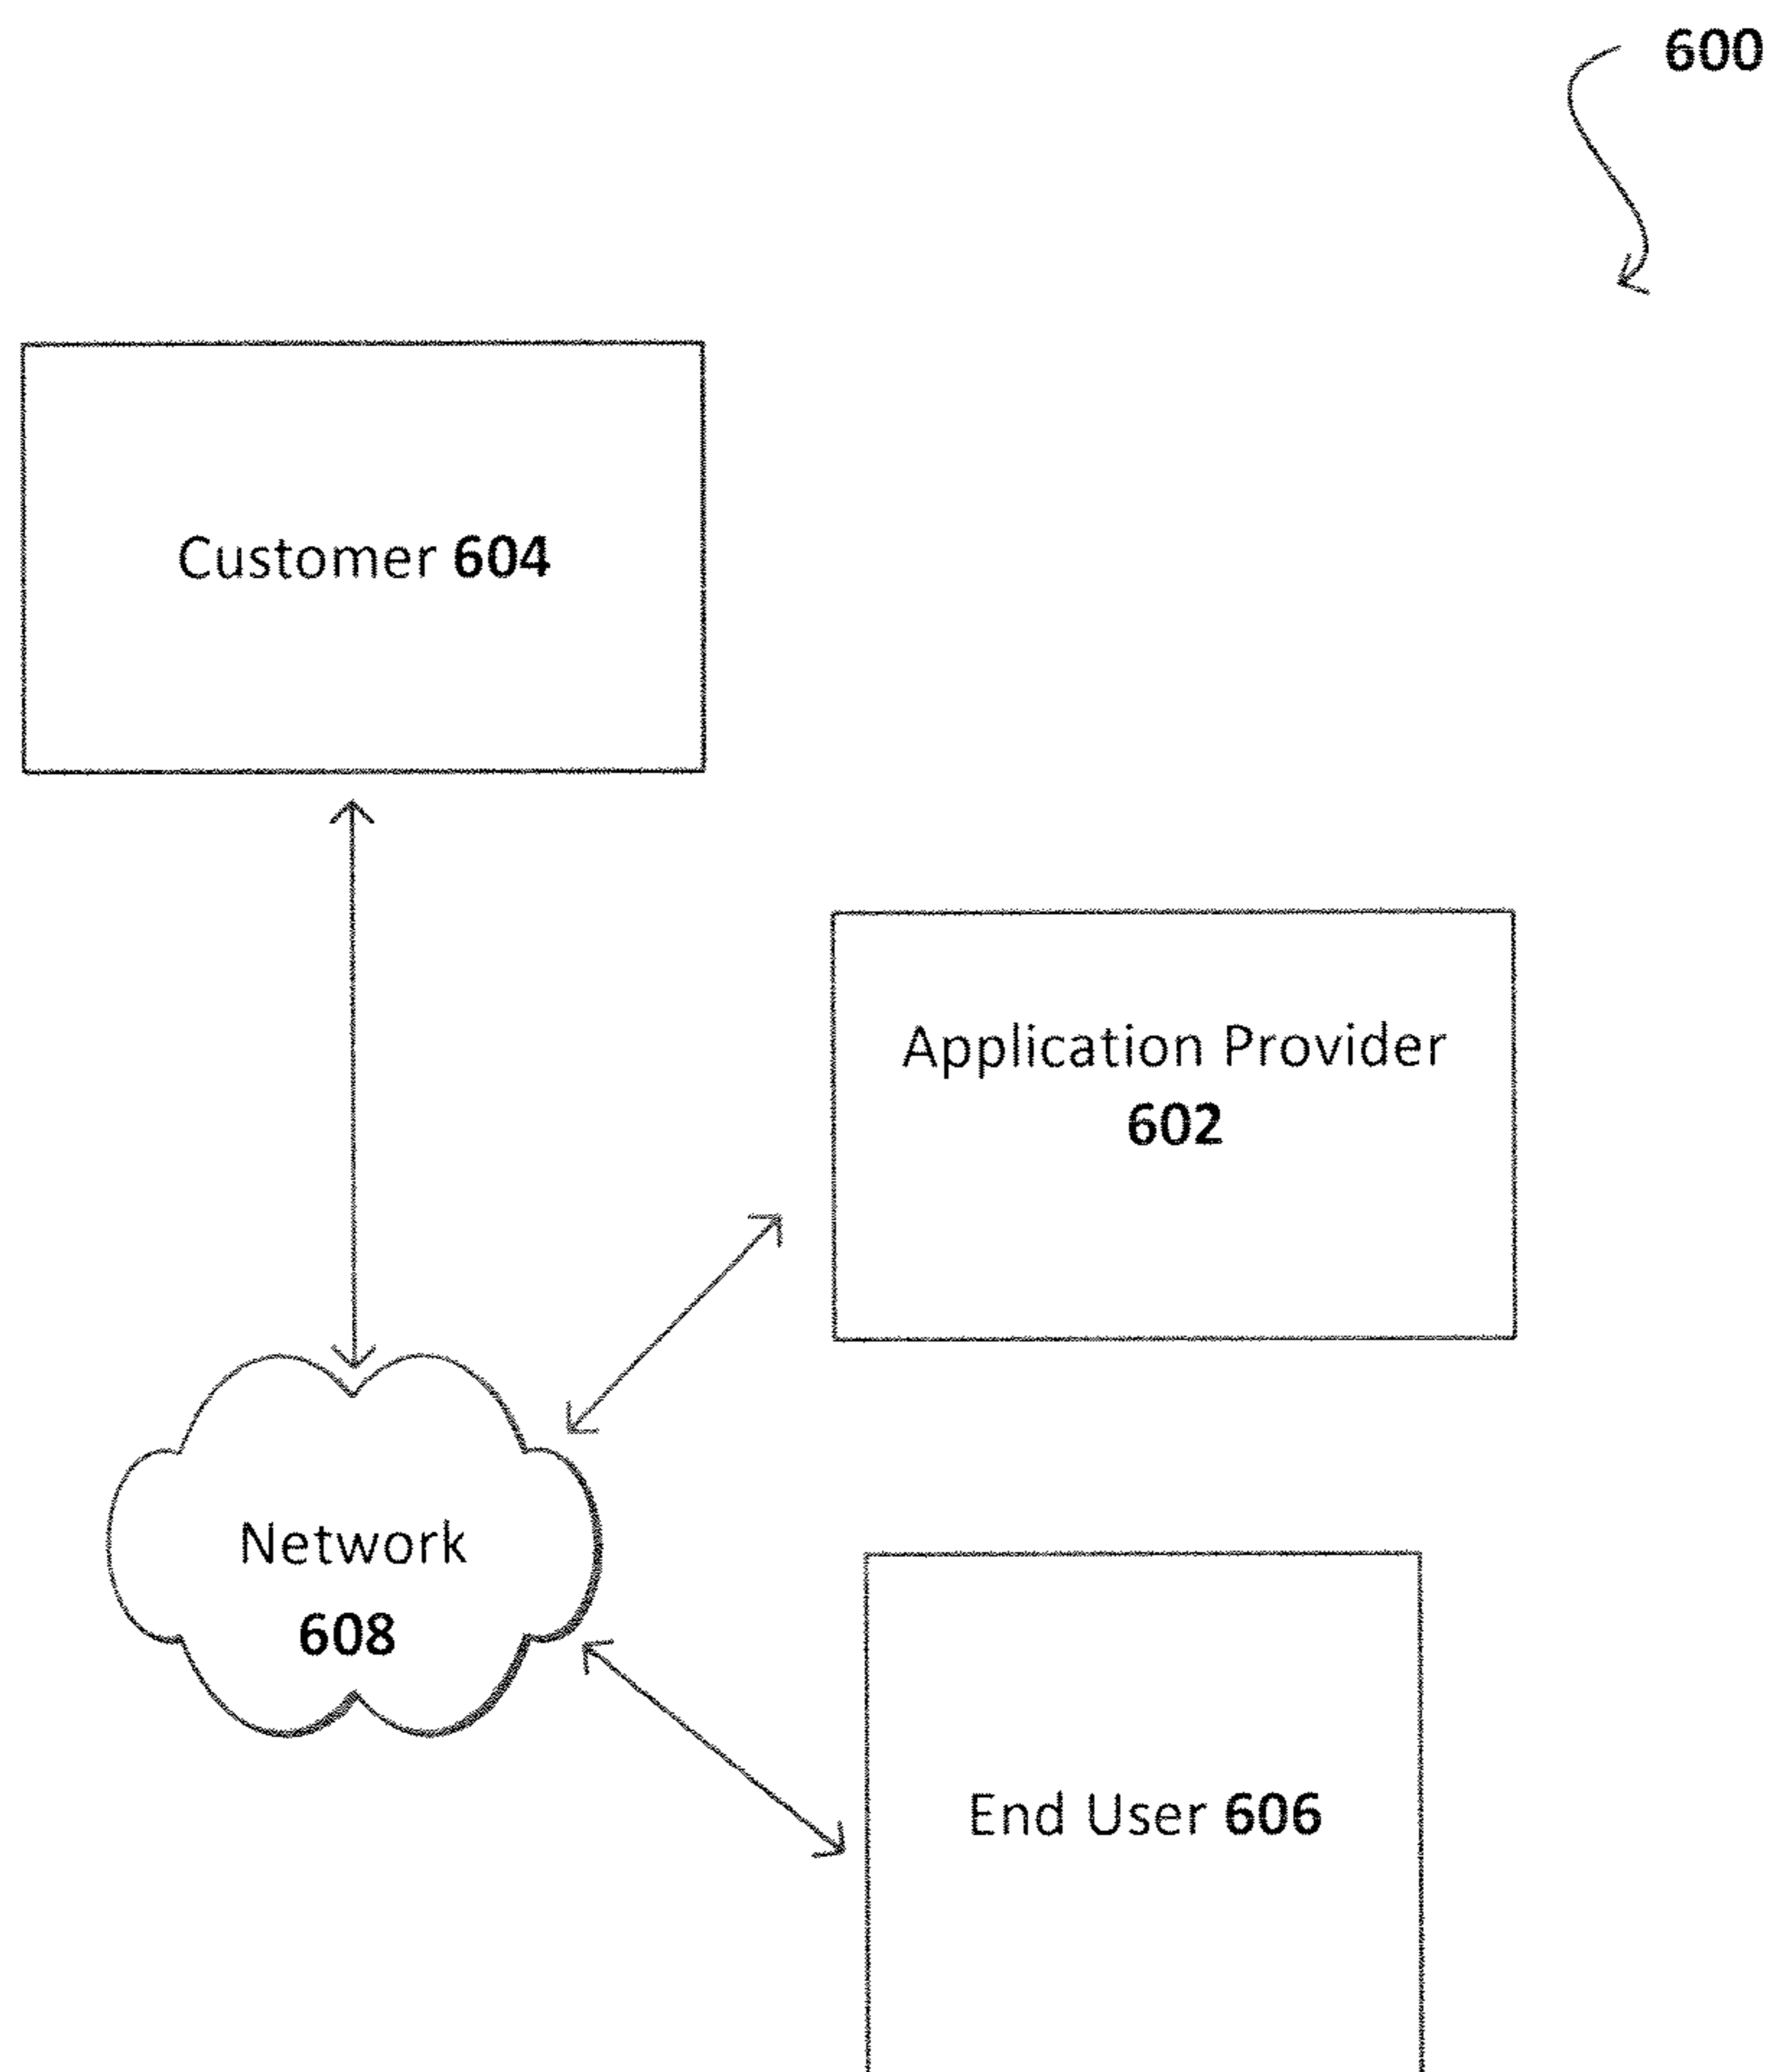 600
Customer 604
Application Provider
602
Network
608
End User 606